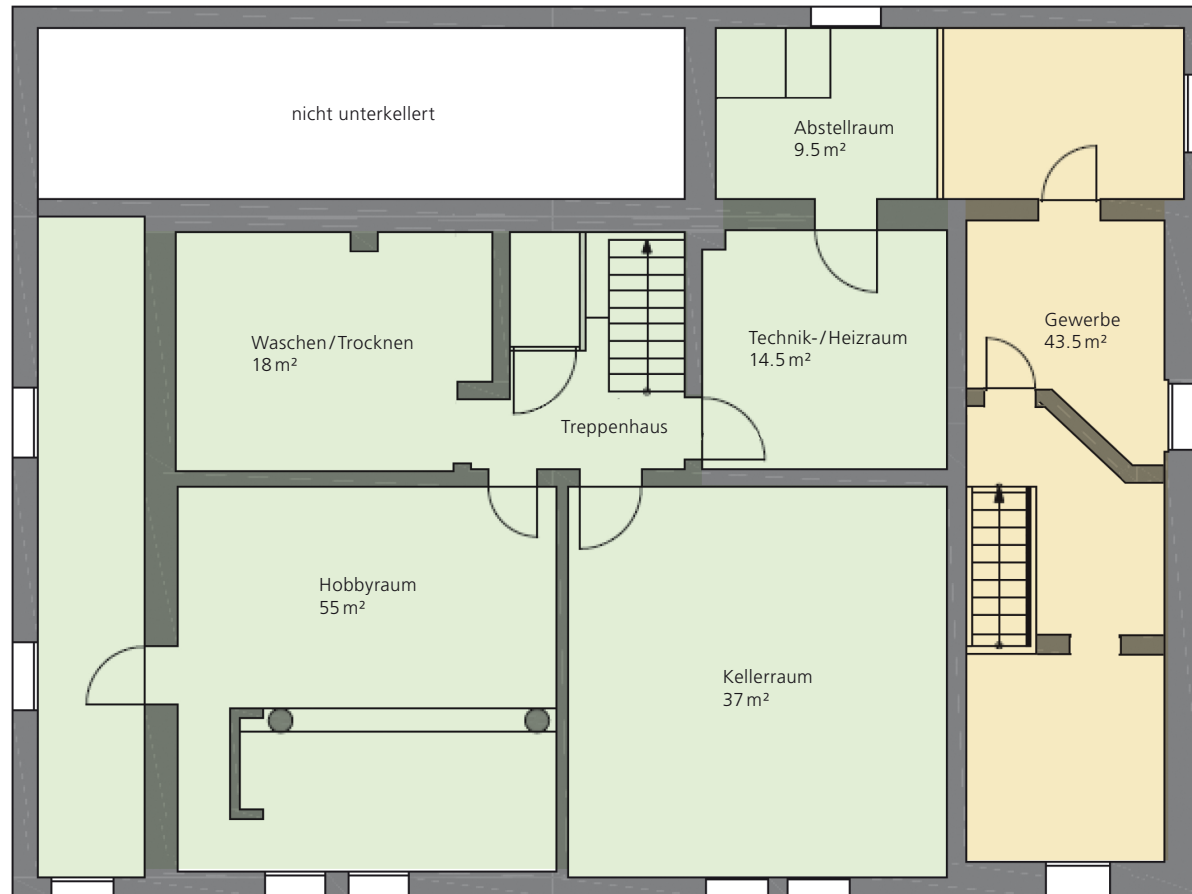 nicht unterkellert
Abstellraum
9.5 m²
Waschen/Trocknen
18 m²
Technik-/Heizraum
14.5 m²
Gewerbe
43.5 m²
Treppenhaus
Hobbyraum
55 m²
Kellerraum
37 m²